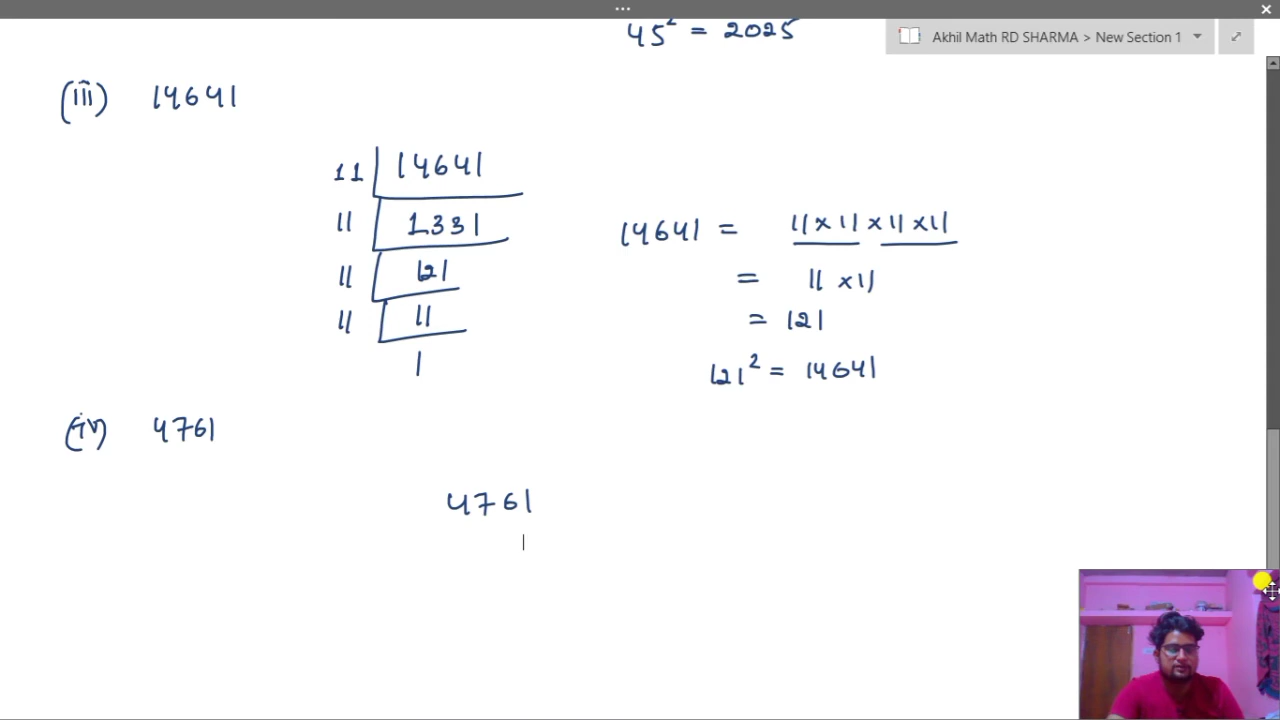 45² = 2025
Akhil Math RD SHARMA > New Section 1
(iii) 14641
11 | 14641
11 | 1331
11 | 121
11 | 11
1
14641 = 11 × 11 × 11 × 11
= 11 × 11
= 121
121² = 14641
(iv) 4761
4761